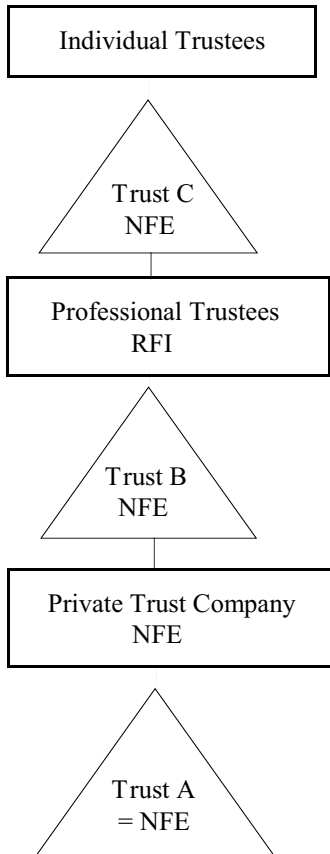 Individual Trustees
Trust C
NFE
Professional Trustees
RFI
Trust B
NFE
Private Trust Company
NFE
Trust A
= NFE